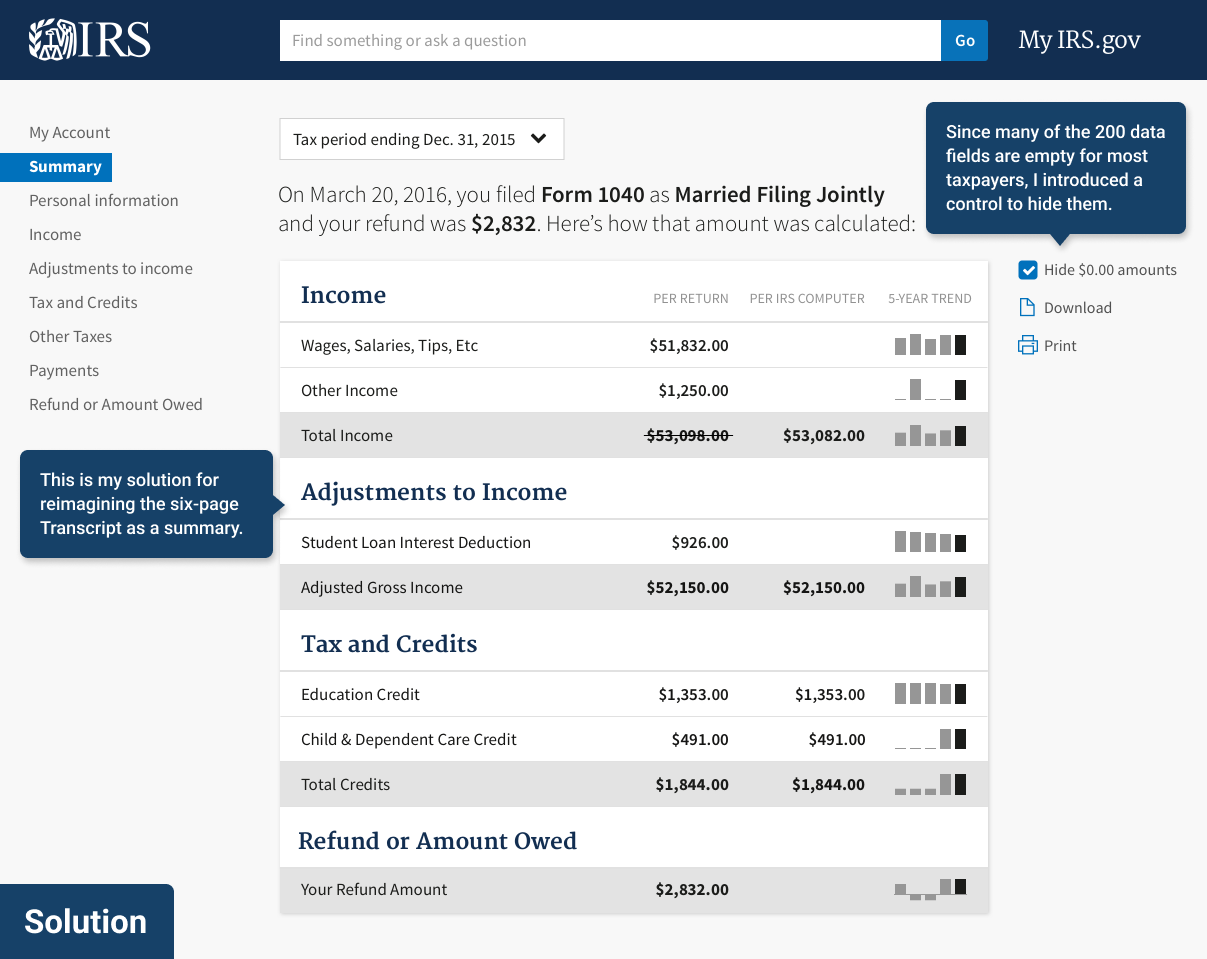 IRS
Find something or ask a question
Go
My IRS.gov
My Account
Summary
Personal information
Income
Adjustments to income
Tax and Credits
Other Taxes
Payments
Refund or Amount Owed
Tax period ending Dec. 31, 2015
On March 20, 2016, you filed Form 1040 as Married Filing Jointly
and your refund was $2,832. Here’s how that amount was calculated:
Since many of the 200 data
fields are empty for most
taxpayers, I introduced a
control to hide them.
Hide $0.00 amounts
Download
Print
Income PER RETURN PER IRS COMPUTER 5-YEAR TREND
Wages, Salaries, Tips, Etc $51,832.00
Other Income $1,250.00
Total Income $53,098.00 $53,082.00
This is my solution for
reimagining the six-page
Transcript as a summary.
Adjustments to Income
Student Loan Interest Deduction $926.00
Adjusted Gross Income $52,150.00 $52,150.00
Tax and Credits
Education Credit $1,353.00 $1,353.00
Child & Dependent Care Credit $491.00 $491.00
Total Credits $1,844.00 $1,844.00
Refund or Amount Owed
Your Refund Amount $2,832.00
Solution